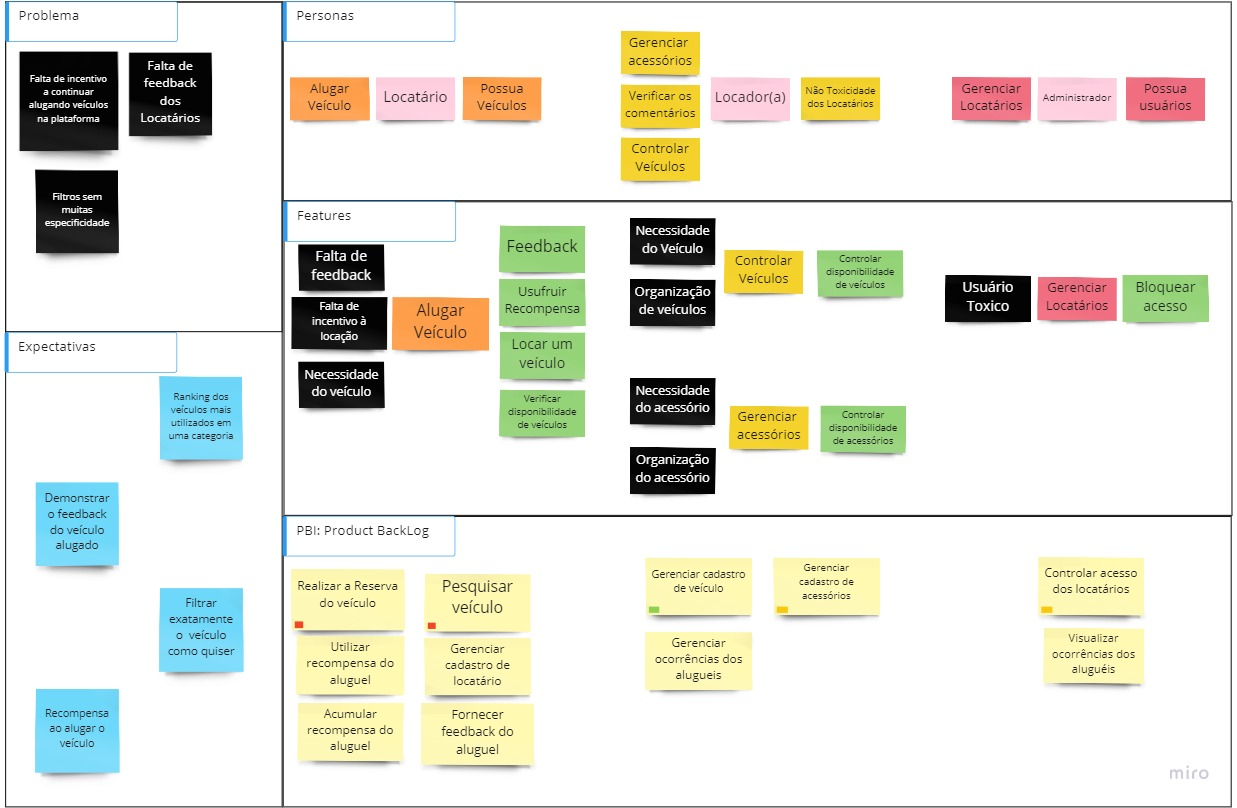 Problema
Falta de incentivo
a continuar
alugando veículos
na plataforma
Falta de
feedback
dos
Locatários
Filtros sem
muitas
especificidade
Expectativas
Ranking dos
veículos mais
utilizados em
uma categoria
Demonstrar
o feedback
do veículo
alugado
Filtrar
exatamente
o veículo
como quiser
Recompensa
ao alugar o
veículo
Personas
Alugar
Veículo
Locatário
Possua
Veículos
Gerenciar
acessórios
Verificar os
comentários
Controlar
Veículos
Locador(a)
Não Toxicidade
dos Locatários
Gerenciar
Locatários
Administrador
Possua
usuários
Features
Falta de
feedback
Falta de
incentivo à
locação
Necessidade
do veículo
Alugar
Veículo
Feedback
Usufruir
Recompensa
Locar um
veículo
Verificar
disponibilidade
de veículos
Necessidade
do Veículo
Organização
de veículos
Controlar
Veículos
Controlar
disponibilidade
de veículos
Necessidade
do acessório
Organização
do acessório
Gerenciar
acessórios
Controlar
disponibilidade
de acessórios
Usuário
Toxico
Gerenciar
Locatários
Bloquear
acesso
PBI: Product BackLog
Realizar a Reserva
do veículo
Pesquisar
veículo
Utilizar
recompensa do
aluguel
Gerenciar
cadastro de
locatário
Acumular
recompensa do
aluguel
Fornecer
feedback do
aluguel
Gerenciar cadastro
de veículo
Gerenciar
cadastro de
acessórios
Gerenciar
ocorrências dos
alugueis
Controlar acesso
dos locatários
Visualizar
ocorrências dos
aluguéis
miro